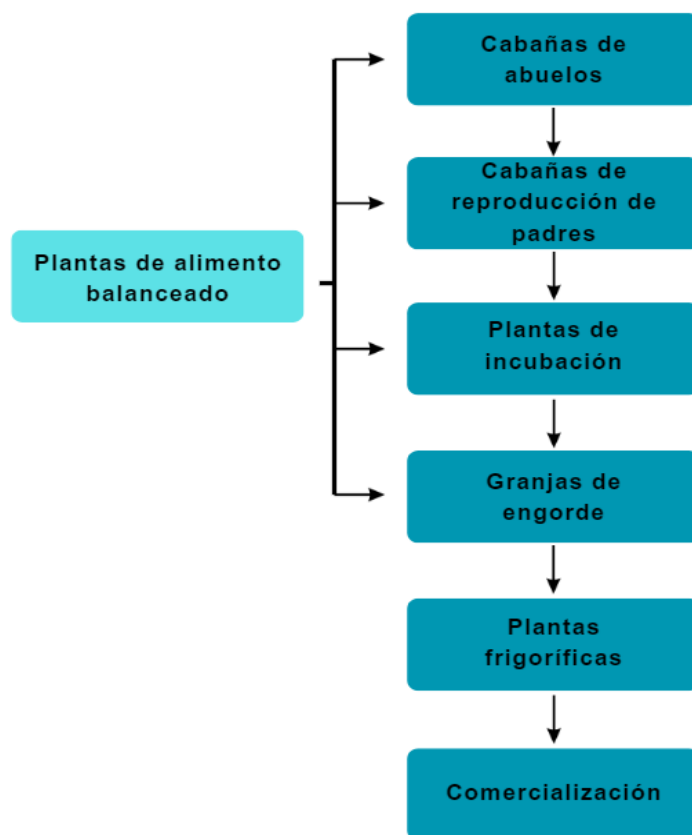 Cabañas de
abuelos
Cabañas de
reproducción de
padres
Plantas de alimento
balanceado
Plantas de
incubación
Granjas de
engorde
Plantas
frigoríficas
Comercialización